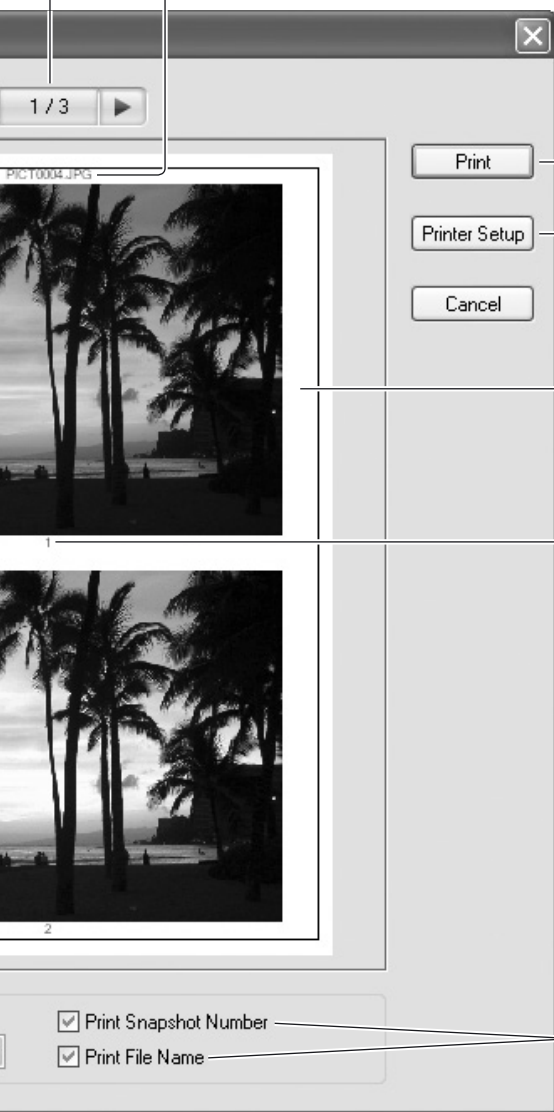 1 / 3
PICT0004.JPG
Print
Printer Setup
Cancel
1
2
Print Snapshot Number
Print File Name